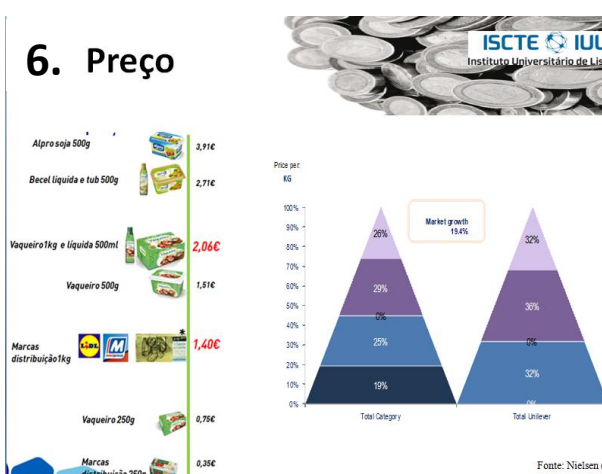 6. Preço
ISCTE IUL
Instituto Universitário de Lis
Alpro soja 500g
3,91€
Becel líquida e tub 500g
2,71€
Vaqueiro1kg e líquida 500ml
2,06€
Vaqueiro 500g
1,51€
Marcas
distribuição1kg
LIDL
M
*
1,40€
Vaqueiro 250g
0,75€
Marcas
distribuição 250g
0,35€
Price per:
KG
Market growth
19.4%
100%
90%
80%
70%
60%
50%
40%
30%
20%
10%
0%
26%
29%
0%
25%
19%
32%
36%
0%
32%
0%
Total Category
Total Unilever
Fonte: Nielsen